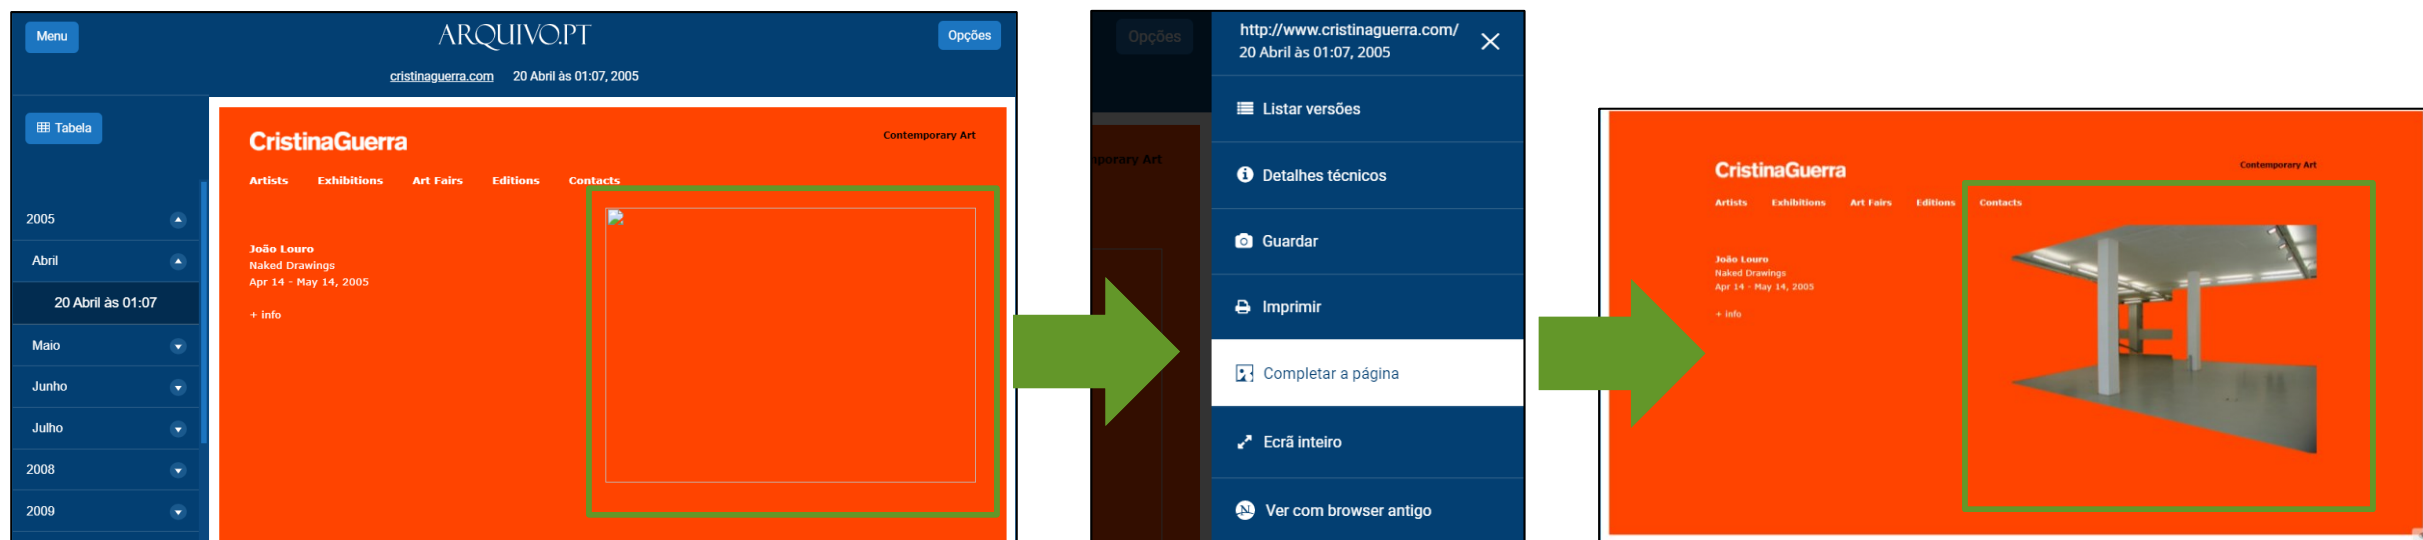 Menu
ARQUIVO.PT
Opções
cristinaguerra.com 20 Abril às 01:07, 2005
Tabela
2005
Abril
20 Abril às 01:07
Maio
Junho
Julho
2008
2009
CristinaGuerra
Contemporary Art
Artists Exhibitions Art Fairs Editions Contacts
João Louro
Naked Drawings
Apr 14 - May 14, 2005
+ info
Opções
porary Art
http://www.cristinaguerra.com/
20 Abril às 01:07, 2005
Listar versões
Detalhes técnicos
Guardar
Imprimir
Completar a página
Ecrã inteiro
Ver com browser antigo
CristinaGuerra
Contemporary Art
Artists Exhibitions Art Fairs Editions Contacts
João Louro
Naked Drawings
Apr 14 - May 14, 2005
+ info